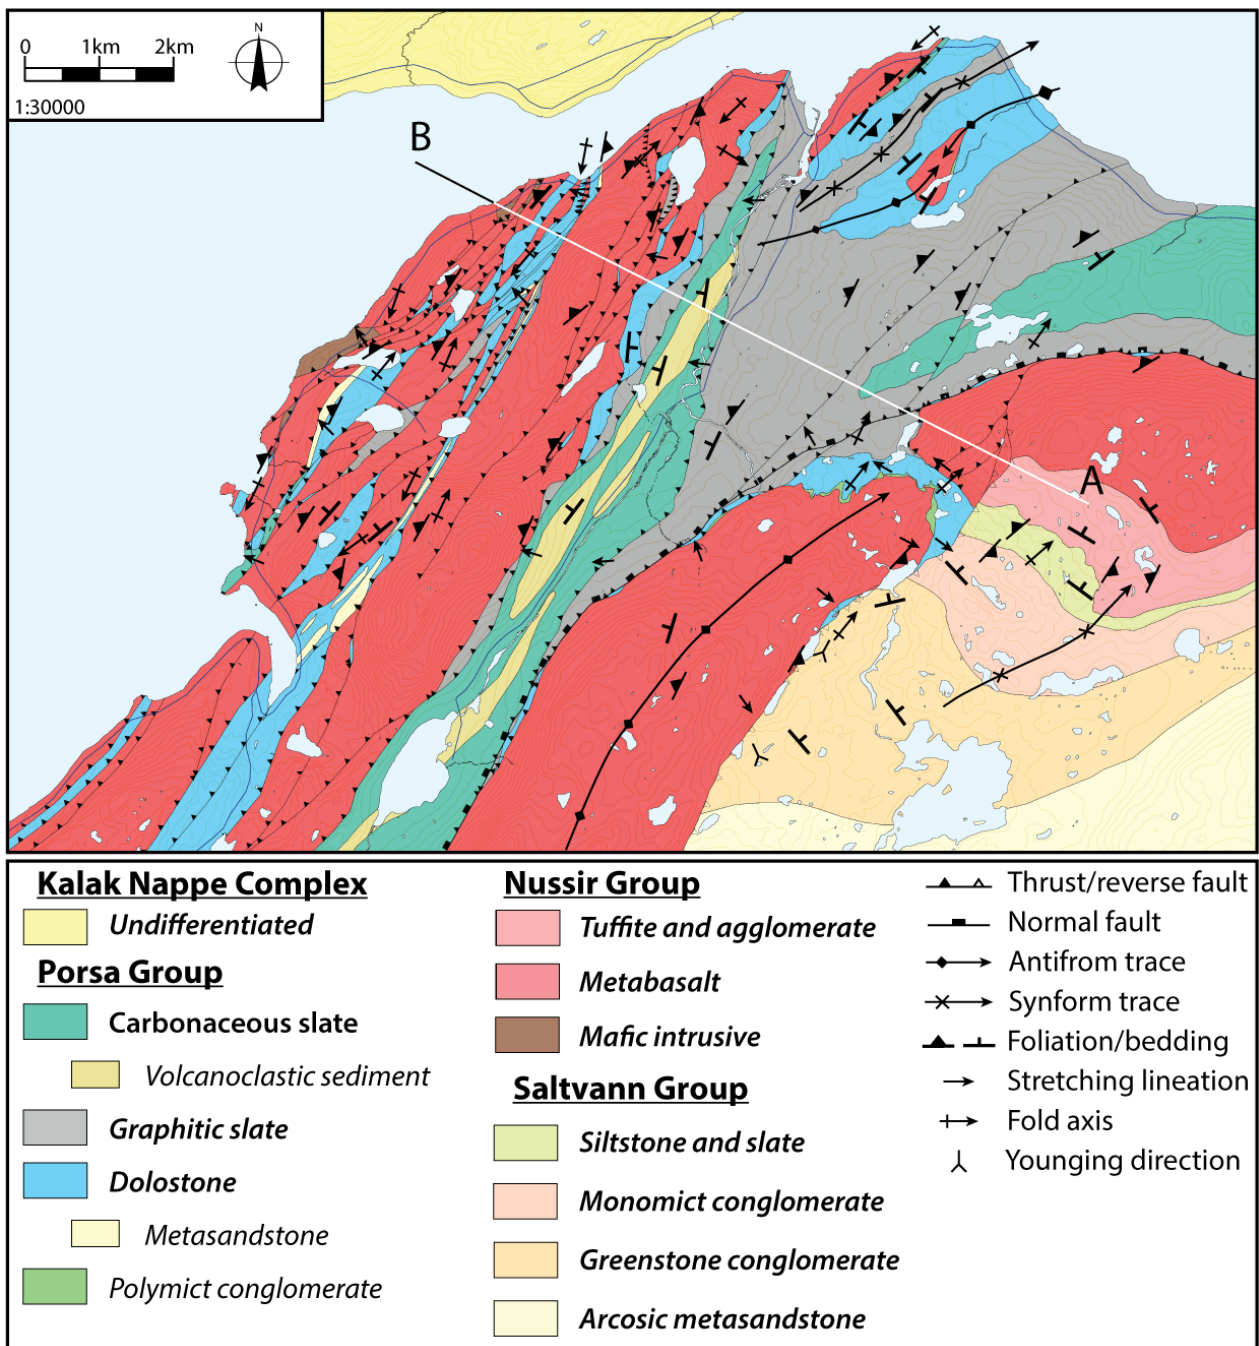 0 1km 2km
N
1:30000
B
A
Kalak Nappe Complex
Undifferentiated
Porsa Group
Carbonaceous slate
Volcanoclastic sediment
Graphitic slate
Dolostone
Metasandstone
Polymict conglomerate
Nussir Group
Tuffite and agglomerate
Metabasalt
Mafic intrusive
Saltvann Group
Siltstone and slate
Monomict conglomerate
Greenstone conglomerate
Arcosic metasandstone
Thrust/reverse fault
Normal fault
Antifrom trace
Synform trace
Foliation/bedding
Stretching lineation
Fold axis
Younging direction